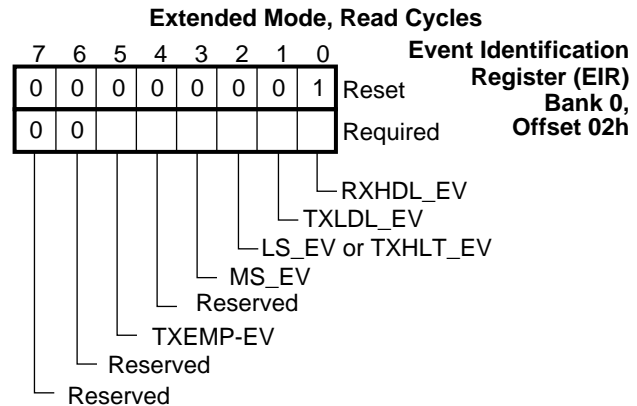 Extended Mode, Read Cycles
7 6 5 4 3 2 1 0
Event Identification
Register (EIR)
Bank 0,
Offset 02h
0 0 0 0 0 0 0 1 Reset
0 0 Required
RXHDL_EV
TXLDL_EV
LS_EV or TXHLT_EV
MS_EV
Reserved
TXEMP-EV
Reserved
Reserved